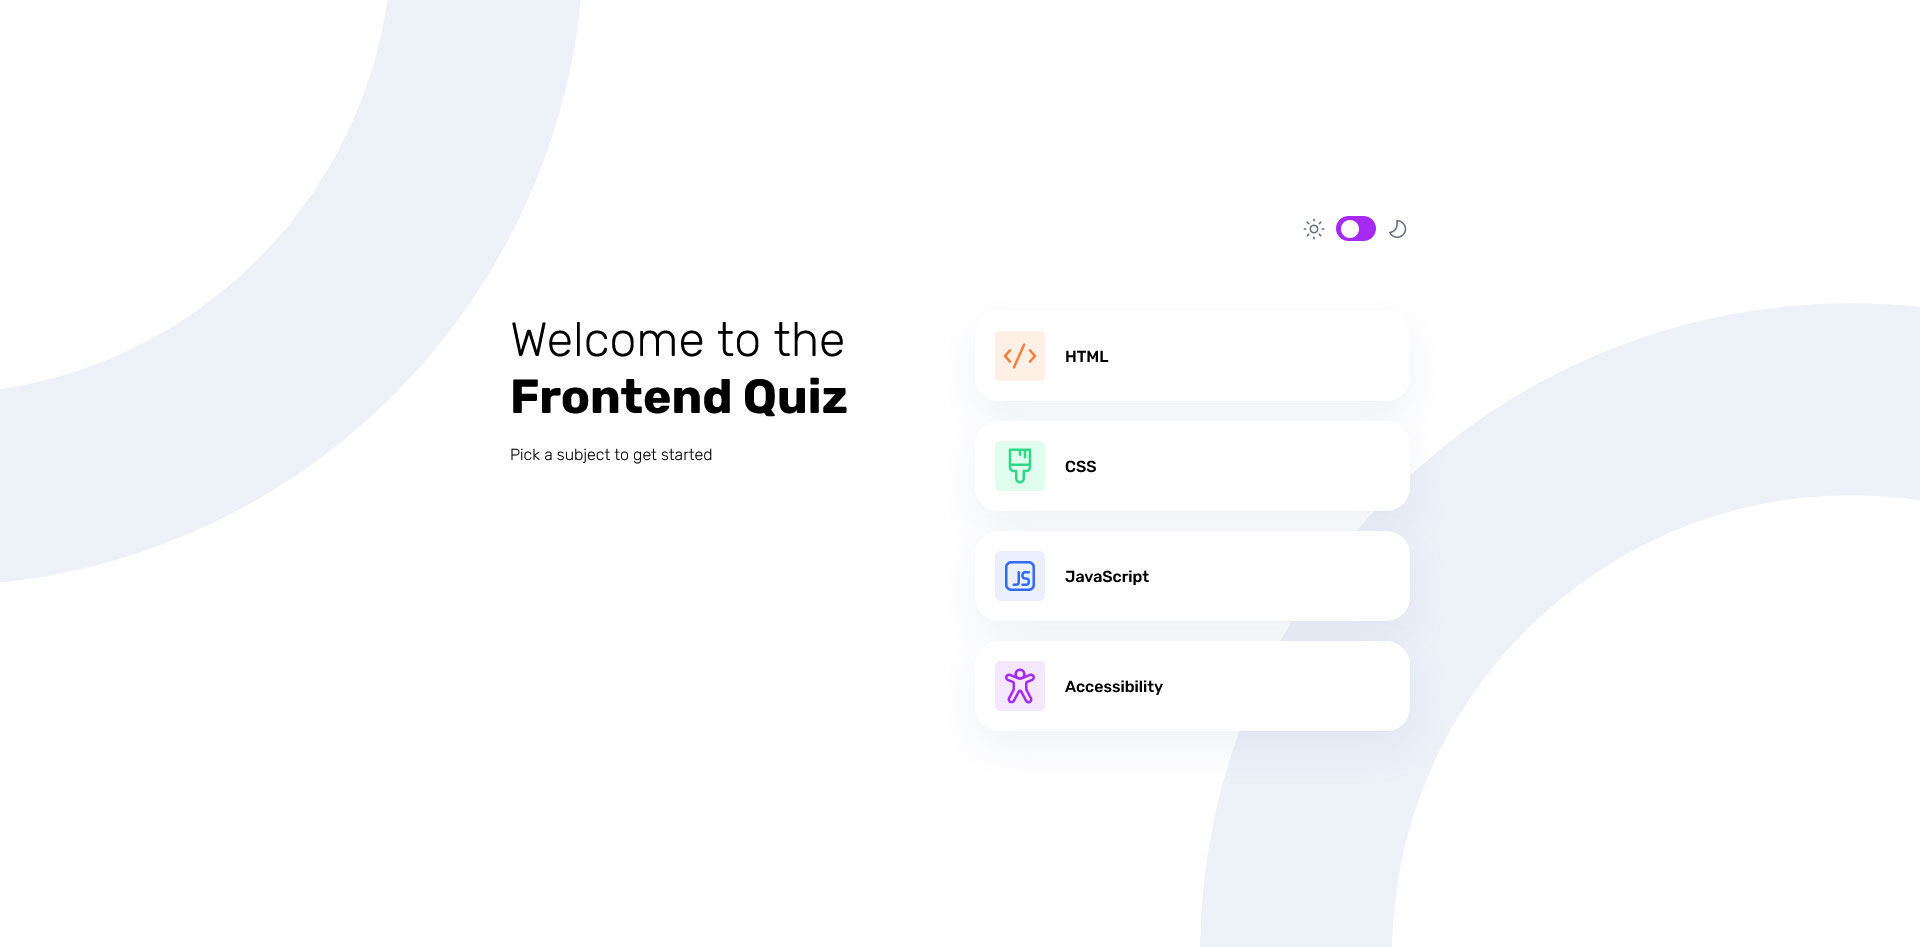 Welcome to the
Frontend Quiz
Pick a subject to get started
HTML
CSS
JS
JavaScript
Accessibility